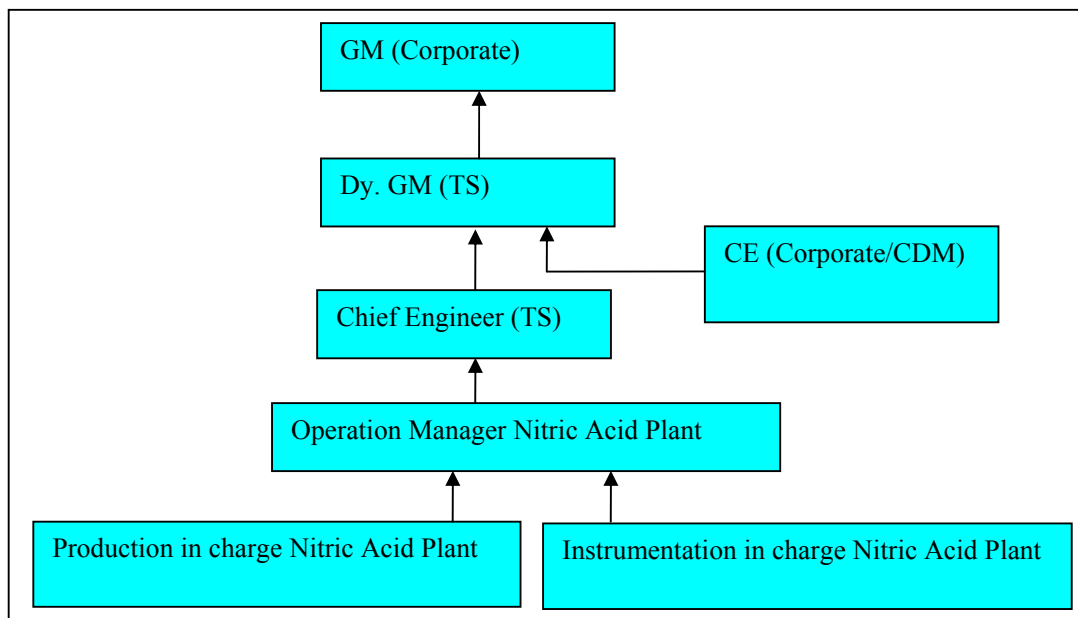 GM (Corporate)
Dy. GM (TS)
CE (Corporate/CDM)
Chief Engineer (TS)
Operation Manager Nitric Acid Plant
Production in charge Nitric Acid Plant
Instrumentation in charge Nitric Acid Plant